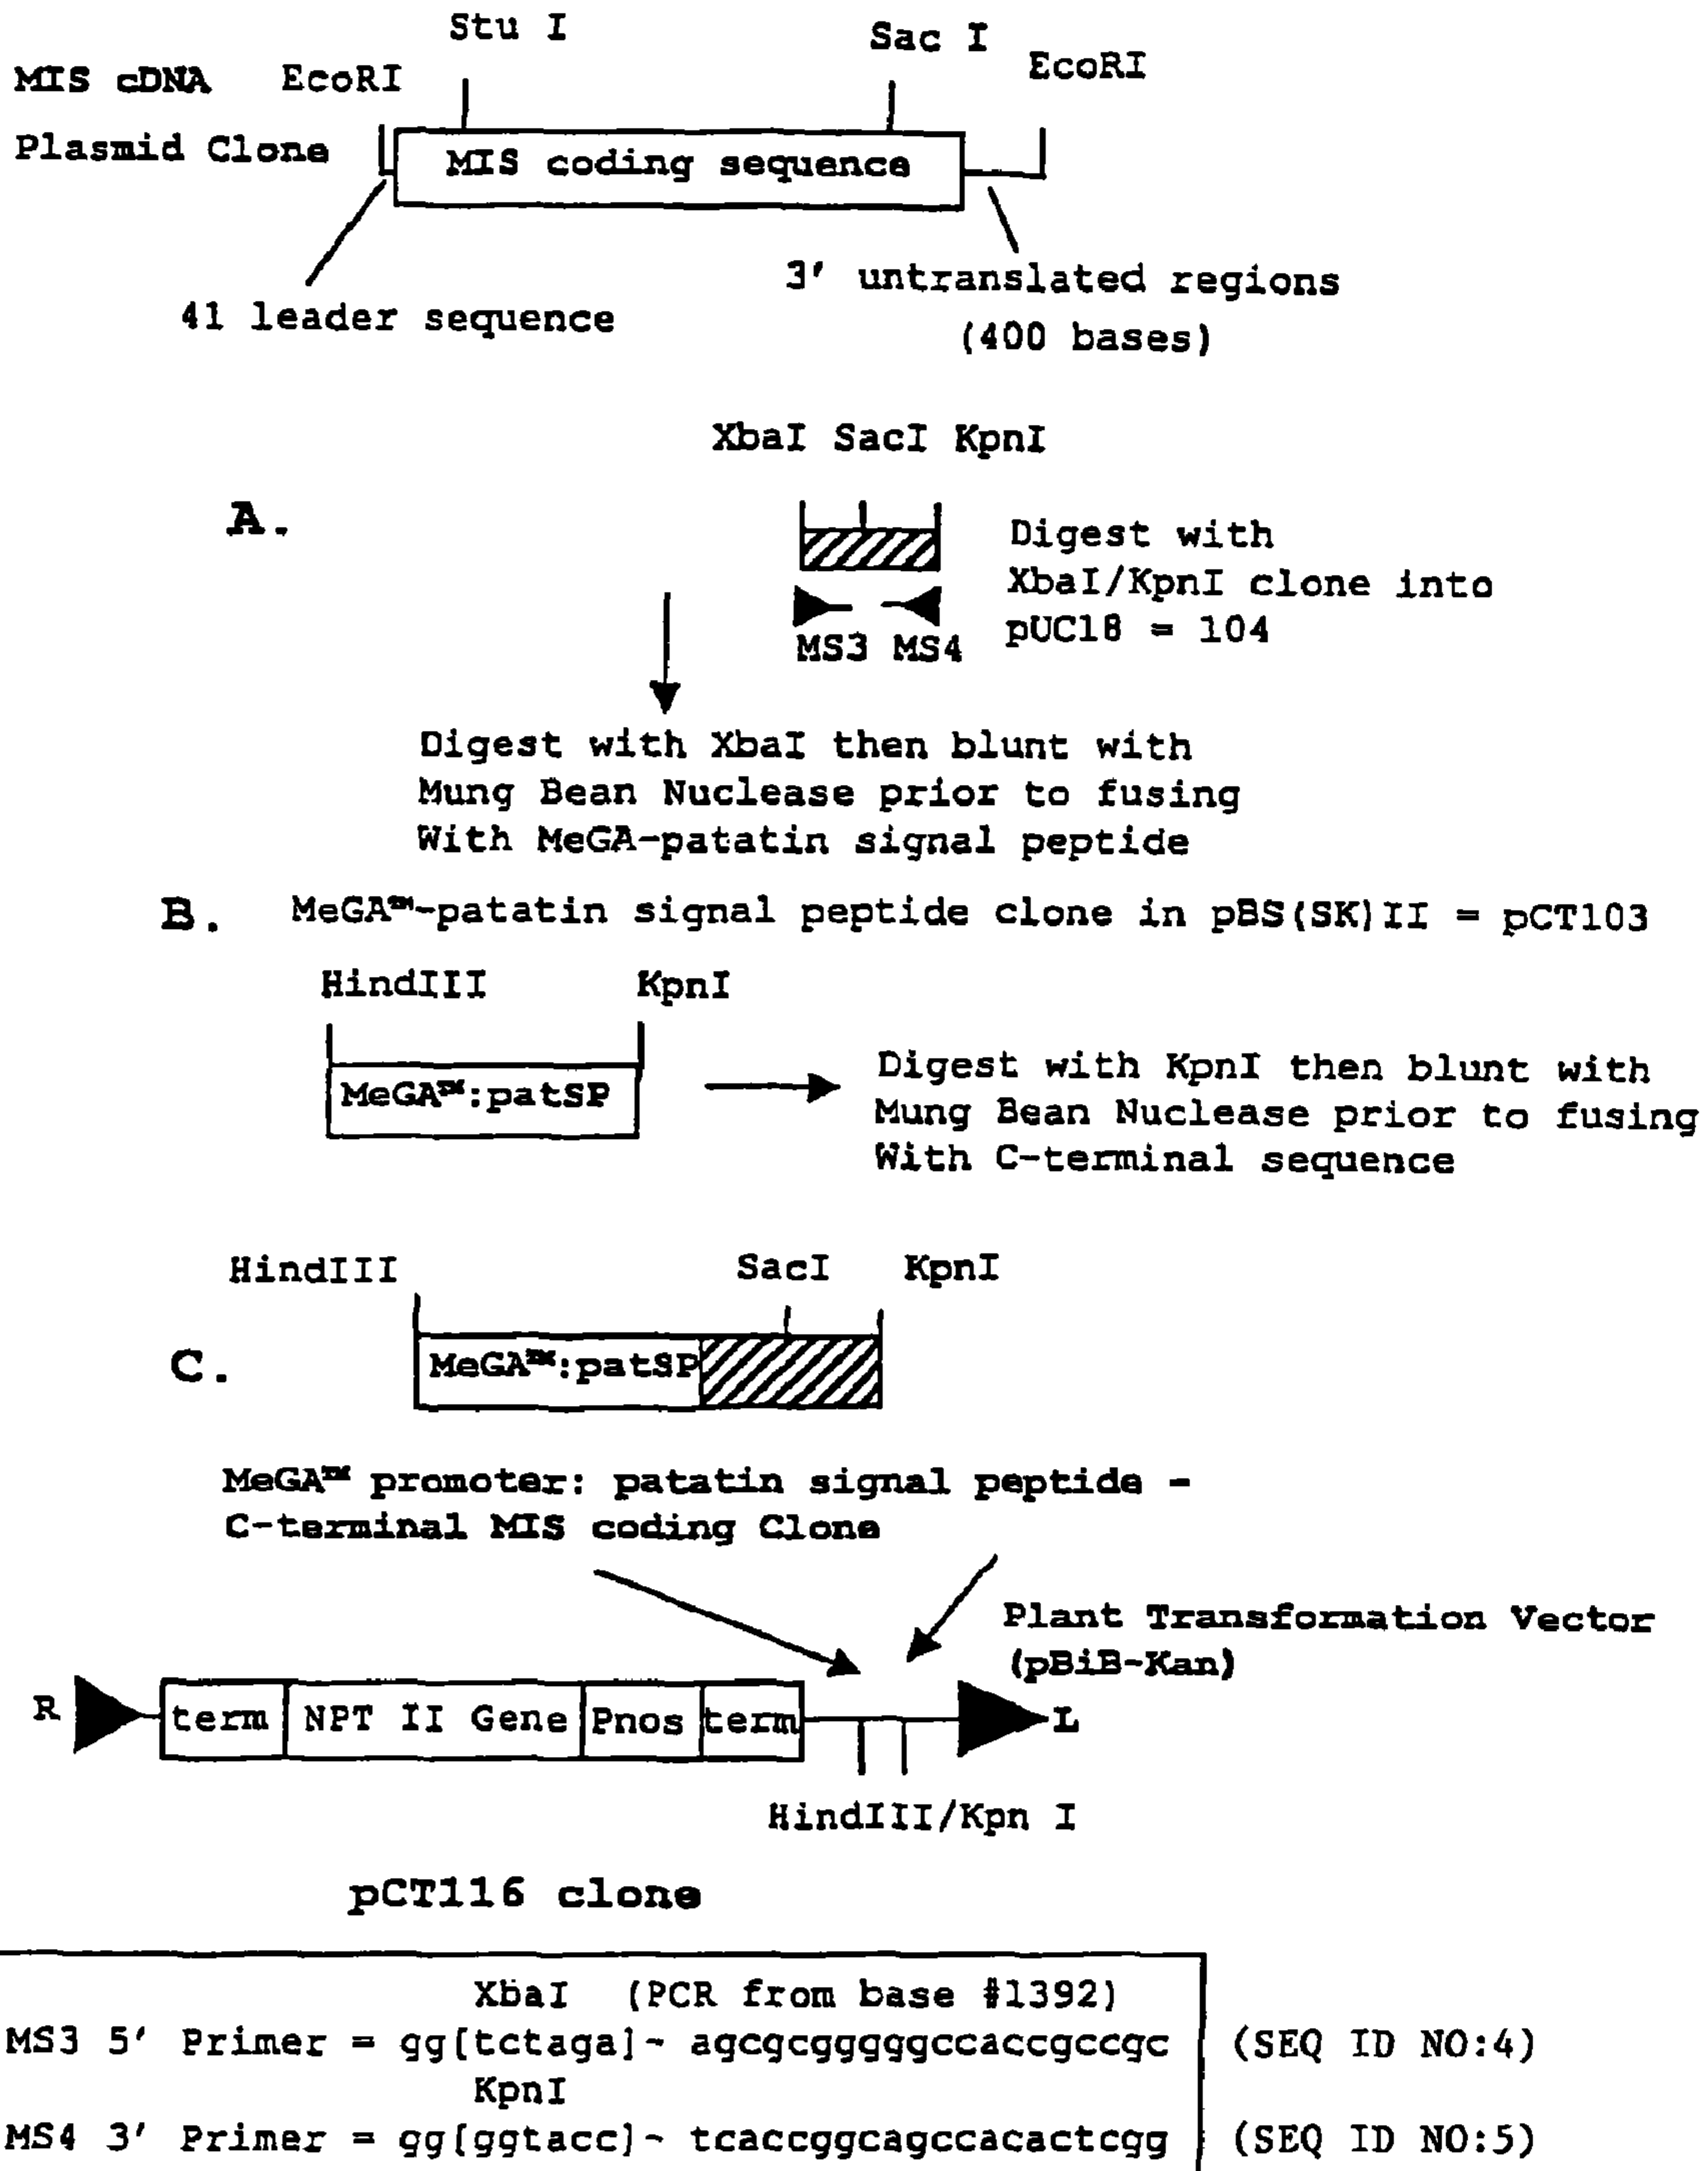 Stu I
Sac I
MIS cDNA EcoRI
EcoRI
Plasmid Clone
MIS coding sequence
3' untranslated regions
41 leader sequence
(400 bases)
XbaI SacI KpnI
A.
Digest with
XbaI/KpnI clone into
pUC18 = 104
MS3 MS4
Digest with XbaI then blunt with
Mung Bean Nuclease prior to fusing
With MeGA-patatin signal peptide
B. MeGA™-patatin signal peptide clone in pBS(SK)II = pCT103
HindIII KpnI
MeGA™:patSP
Digest with KpnI then blunt with
Mung Bean Nuclease prior to fusing
With C-terminal sequence
HindIII SacI KpnI
C.
MeGA™:patSP
MeGA™ promoter: patatin signal peptide -
C-terminal MIS coding Clone
Plant Transformation Vector
(pBiB-Kan)
R term NPT II Gene Pnos term L
HindIII/Kpn I
pCT116 clone
XbaI (PCR from base #1392)
MS3 5' Primer = gg[tctaga]~ agcgcgggggccaccgccgc (SEQ ID NO:4)
KpnI
MS4 3' Primer = gg[ggtacc]~ tcaccggcagccacactcgg (SEQ ID NO:5)